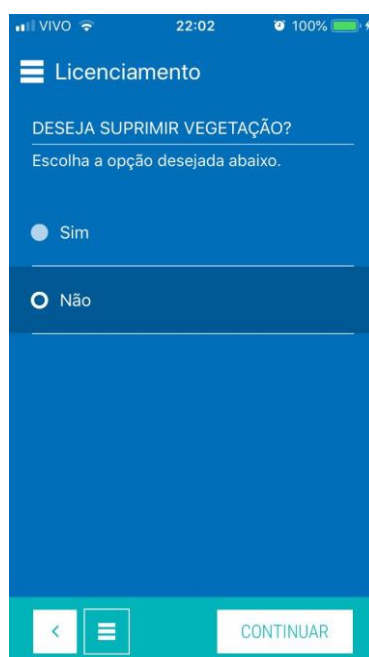 VIVO 22:02 100%
Licenciamento
DESEJA SUPRIMIR VEGETAÇÃO?
Escolha a opção desejada abaixo.
Sim
Não
CONTINUAR